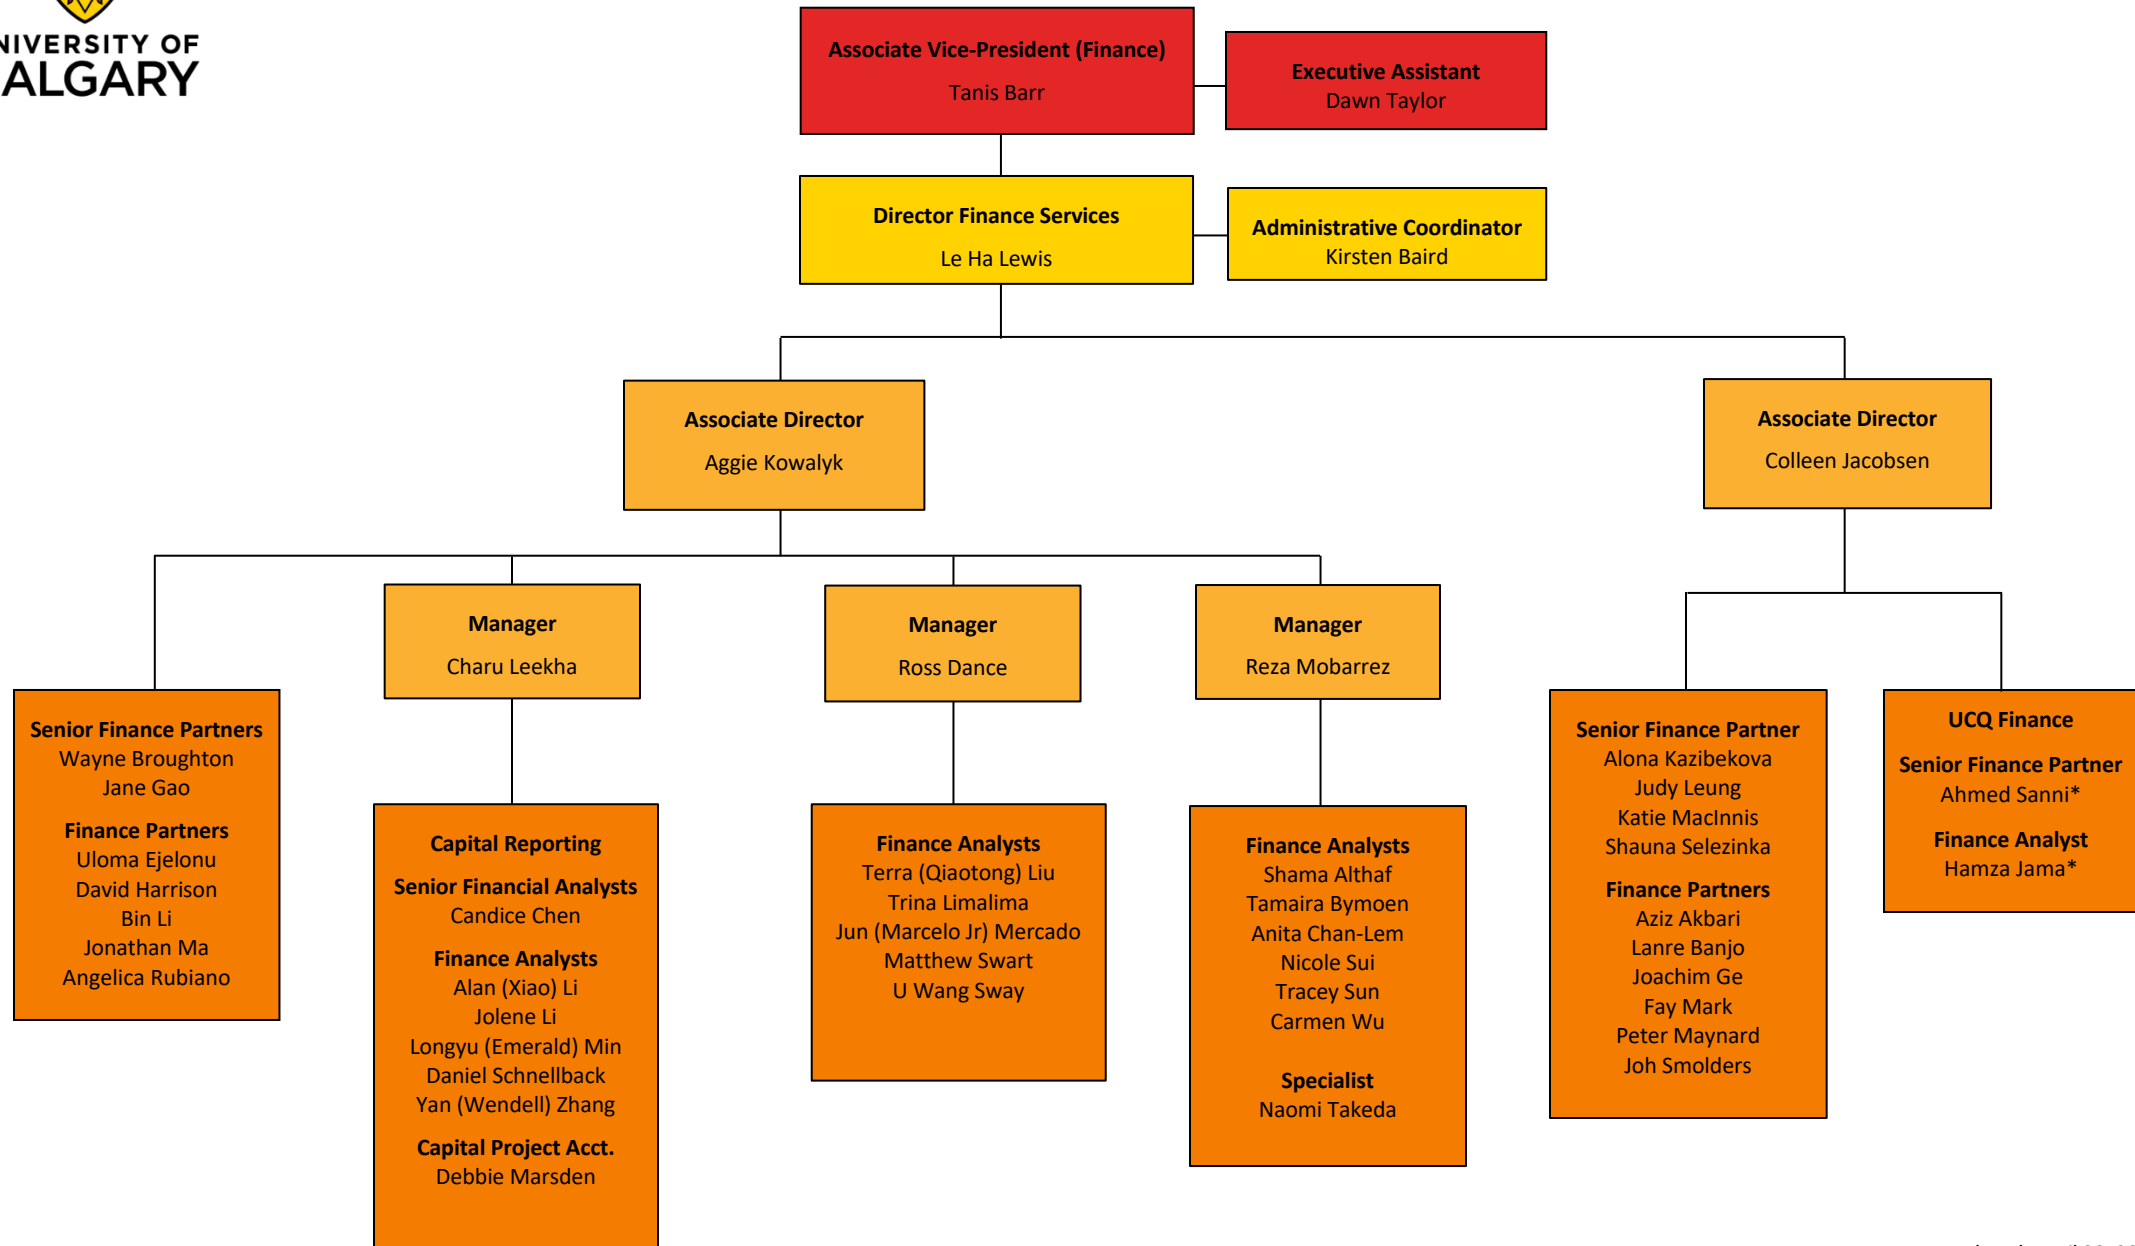 NIVERSITY OF
ALGARY
Associate Vice-President (Finance)
Tanis Barr
Executive Assistant
Dawn Taylor
Director Finance Services
Le Ha Lewis
Administrative Coordinator
Kirsten Baird
Associate Director
Aggie Kowalyk
Associate Director
Colleen Jacobsen
Manager
Charu Leekha
Manager
Ross Dance
Manager
Reza Mobarrez
Senior Finance Partners
Wayne Broughton
Jane Gao
Finance Partners
Uloma Ejelonu
David Harrison
Bin Li
Jonathan Ma
Angelica Rubiano
Capital Reporting
Senior Financial Analysts
Candice Chen
Finance Analysts
Alan (Xiao) Li
Jolene Li
Longyu (Emerald) Min
Daniel Schnellback
Yan (Wendell) Zhang
Capital Project Acct.
Debbie Marsden
Finance Analysts
Terra (Qiaotong) Liu
Trina Limalima
Jun (Marcelo Jr) Mercado
Matthew Swart
U Wang Sway
Finance Analysts
Shama Althaf
Tamaira Bymoen
Anita Chan-Lem
Nicole Sui
Tracey Sun
Carmen Wu
Specialist
Naomi Takeda
Senior Finance Partner
Alona Kazibekova
Judy Leung
Katie MacInnis
Shauna Selezinka
Finance Partners
Aziz Akbari
Lanre Banjo
Joachim Ge
Fay Mark
Peter Maynard
Joh Smolders
UCQ Finance
Senior Finance Partner
Ahmed Sanni*
Finance Analyst
Hamza Jama*